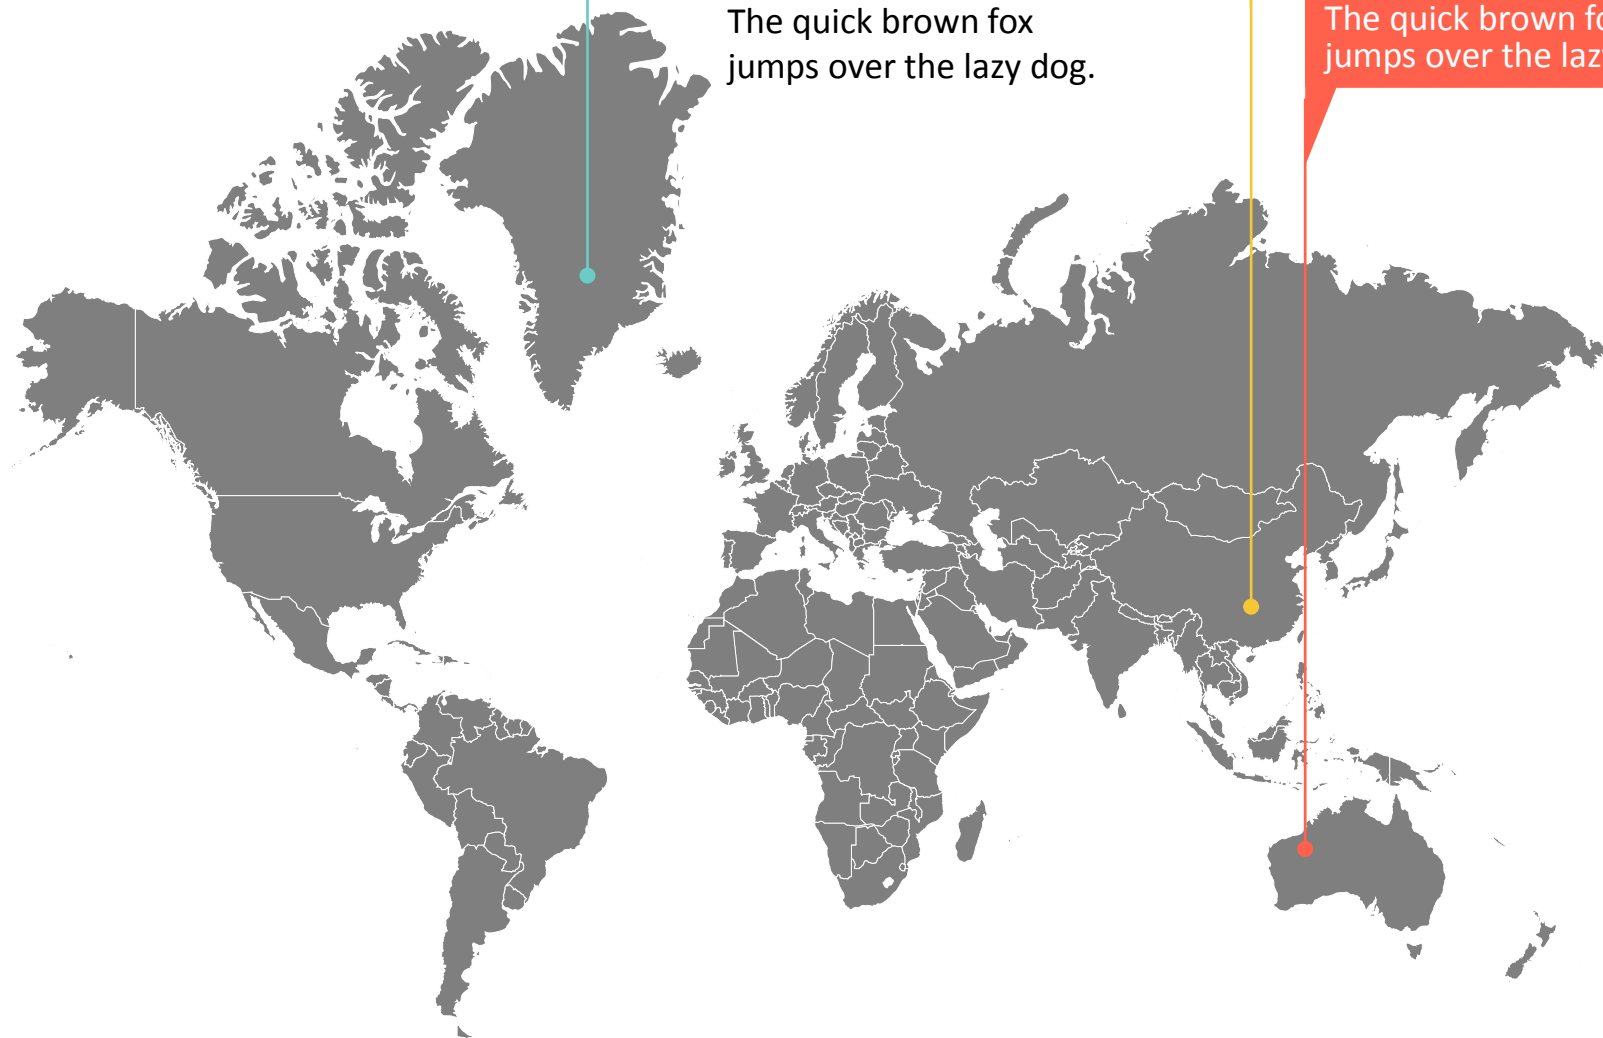 The quick brown fox
jumps over the lazy dog.
The quick brown
jumps over the